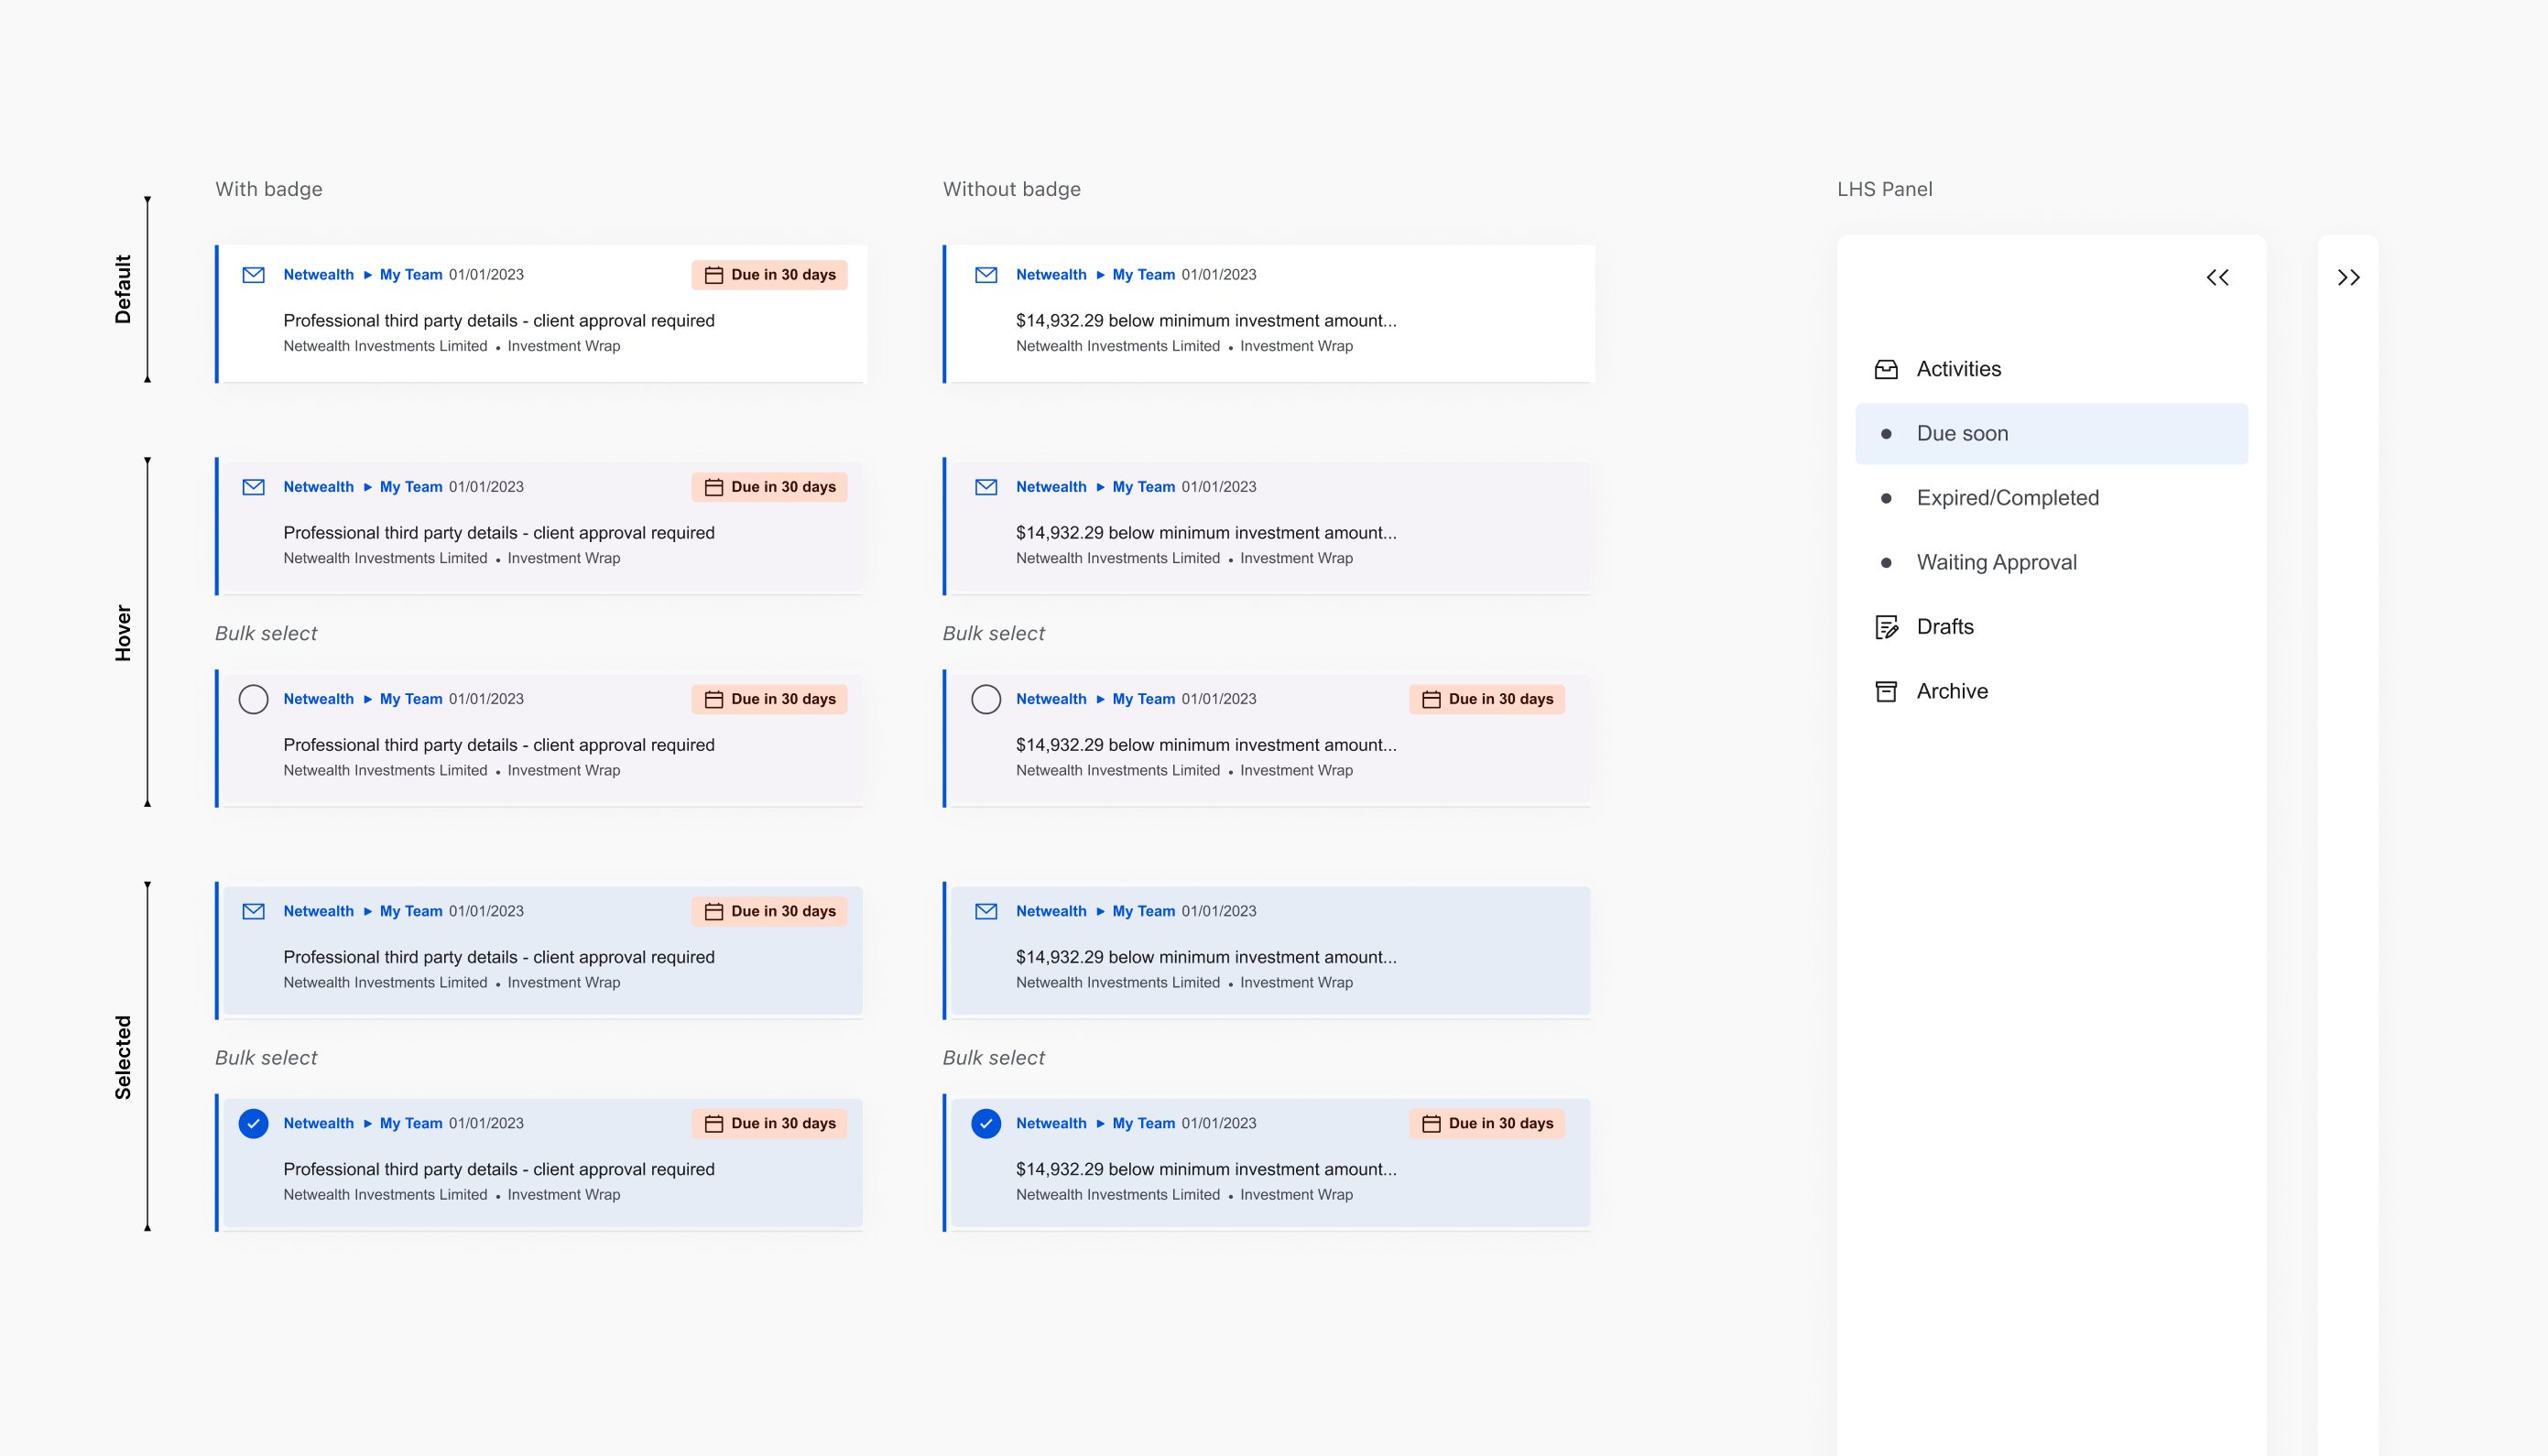 With badge
Without badge
LHS Panel
Default
Netwealth ▸ My Team 01/01/2023
Due in 30 days
Professional third party details - client approval required
Netwealth Investments Limited • Investment Wrap
Netwealth ▸ My Team 01/01/2023
$14,932.29 below minimum investment amount...
Netwealth Investments Limited • Investment Wrap
Hover
Netwealth ▸ My Team 01/01/2023
Due in 30 days
Professional third party details - client approval required
Netwealth Investments Limited • Investment Wrap
Netwealth ▸ My Team 01/01/2023
$14,932.29 below minimum investment amount...
Netwealth Investments Limited • Investment Wrap
Bulk select
Bulk select
Netwealth ▸ My Team 01/01/2023
Due in 30 days
Professional third party details - client approval required
Netwealth Investments Limited • Investment Wrap
Netwealth ▸ My Team 01/01/2023
Due in 30 days
$14,932.29 below minimum investment amount...
Netwealth Investments Limited • Investment Wrap
Selected
Netwealth ▸ My Team 01/01/2023
Due in 30 days
Professional third party details - client approval required
Netwealth Investments Limited • Investment Wrap
Netwealth ▸ My Team 01/01/2023
$14,932.29 below minimum investment amount...
Netwealth Investments Limited • Investment Wrap
Bulk select
Bulk select
Netwealth ▸ My Team 01/01/2023
Due in 30 days
Professional third party details - client approval required
Netwealth Investments Limited • Investment Wrap
Netwealth ▸ My Team 01/01/2023
Due in 30 days
$14,932.29 below minimum investment amount...
Netwealth Investments Limited • Investment Wrap
Activities
Due soon
Expired/Completed
Waiting Approval
Drafts
Archive